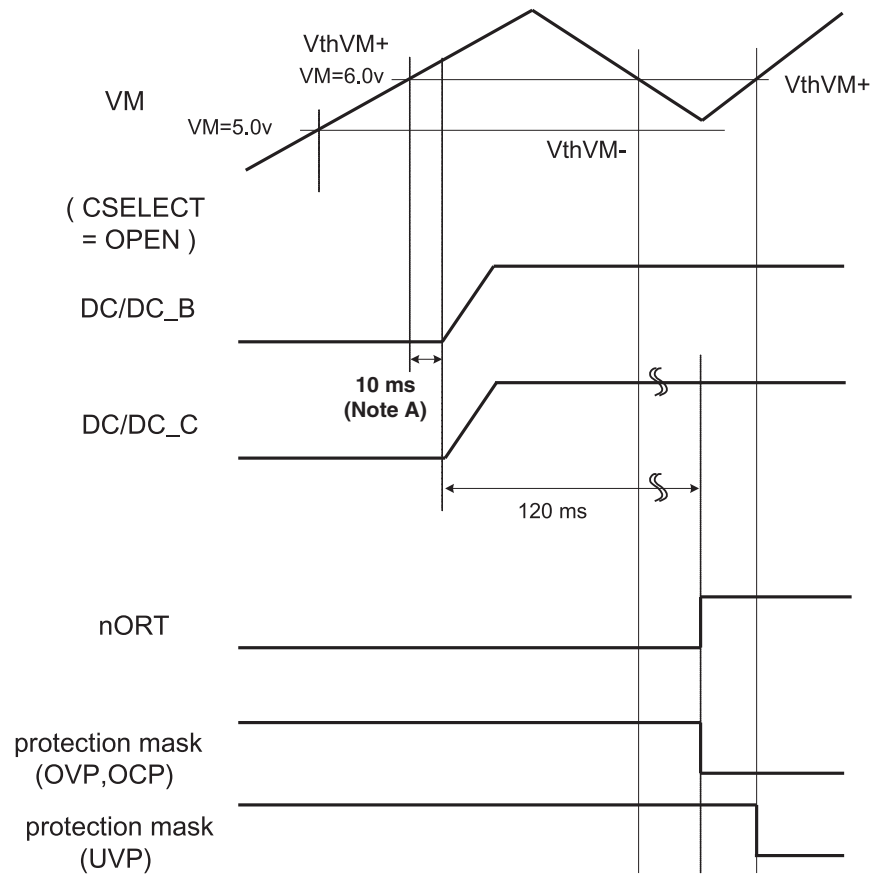 VthVM+
VM=6.0v
VthVM+
VM
VM=5.0v
VthVM-
( CSELECT
= OPEN )
DC/DC_B
10 ms
(Note A)
DC/DC_C
120 ms
nORT
protection mask
(OVP,OCP)
protection mask
(UVP)